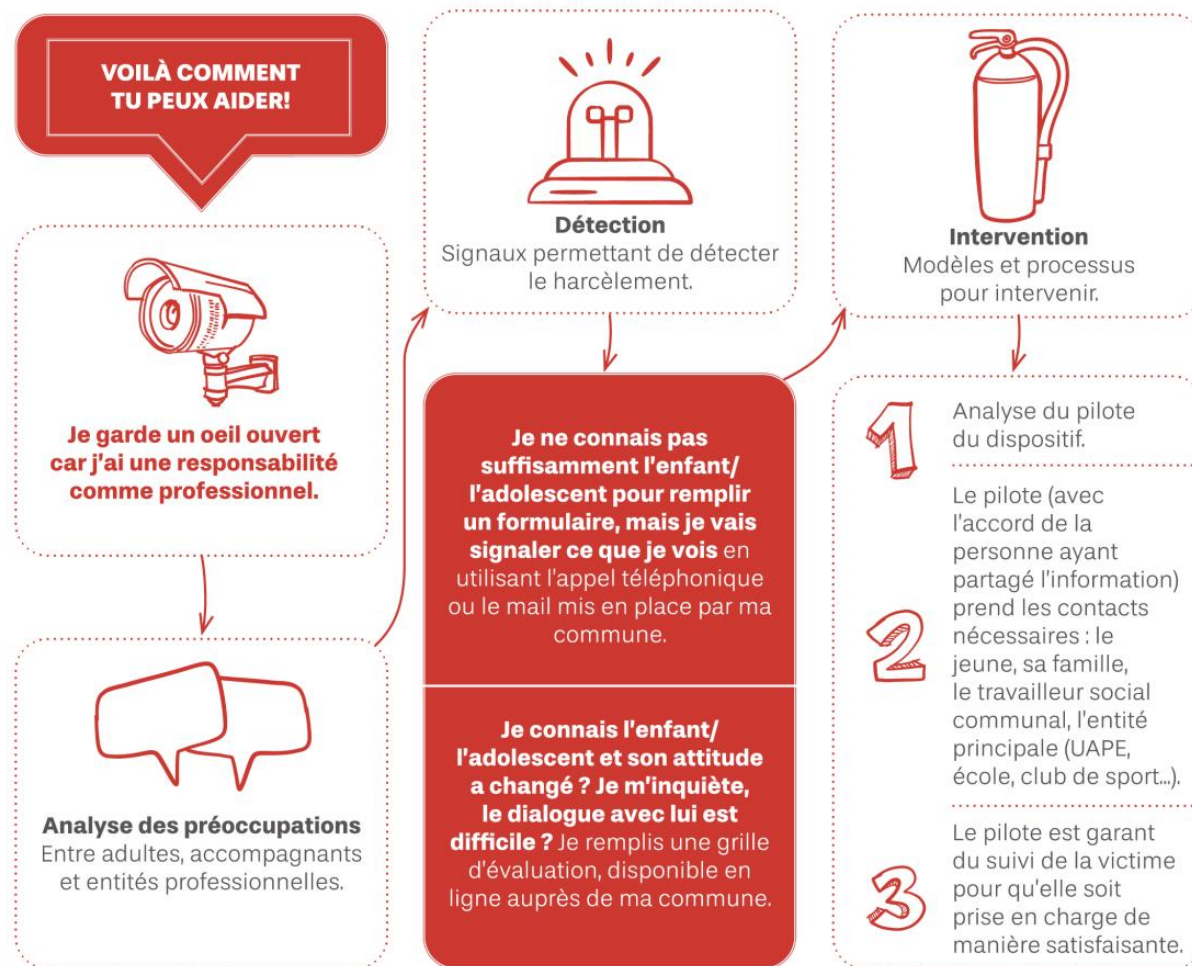 VOILÀ COMMENT
TU PEUX AIDER!
Je garde un oeil ouvert
car j'ai une responsabilité
comme professionnel.
Analyse des préoccupations
Entre adultes, accompagnants
et entités professionnelles.
Détection
Signaux permettant de détecter
le harcèlement.
Je ne connais pas
suffisamment l'enfant/
l'adolescent pour remplir
un formulaire, mais je vais
signaler ce que je vois en
utilisant l'appel téléphonique
ou le mail mis en place par ma
commune.
Je connais l'enfant/
l'adolescent et son attitude
a changé ? Je m'inquiète,
le dialogue avec lui est
difficile ? Je remplis une grille
d'évaluation, disponible en
ligne auprès de ma commune.
Intervention
Modèles et processus
pour intervenir.
1
Analyse du pilote
du dispositif.
2
Le pilote (avec
l'accord de la
personne ayant
partagé l'information)
prend les contacts
nécessaires : le
jeune, sa famille,
le travailleur social
communal, l'entité
principale (UAPE,
école, club de sport...).
3
Le pilote est garant
du suivi de la victime
pour qu'elle soit
prise en charge de
manière satisfaisante.